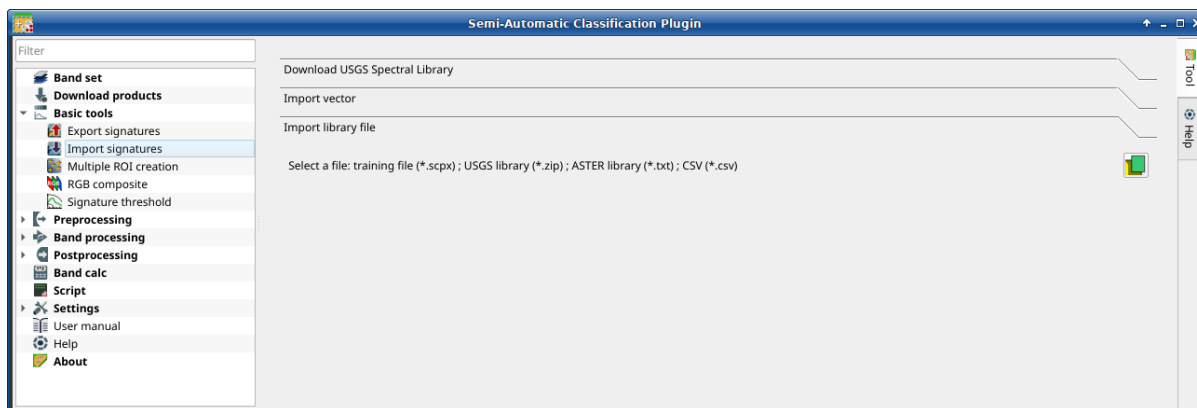 Semi-Automatic Classification Plugin
Filter
Band set
Download products
Basic tools
Export signatures
Import signatures
Multiple ROI creation
RGB composite
Signature threshold
Preprocessing
Band processing
Postprocessing
Band calc
Script
Settings
User manual
Help
About
Download USGS Spectral Library
Import vector
Import library file
Select a file: training file (*.scpx) ; USGS library (*.zip) ; ASTER library (*.txt) ; CSV (*.csv)
Tool
Help